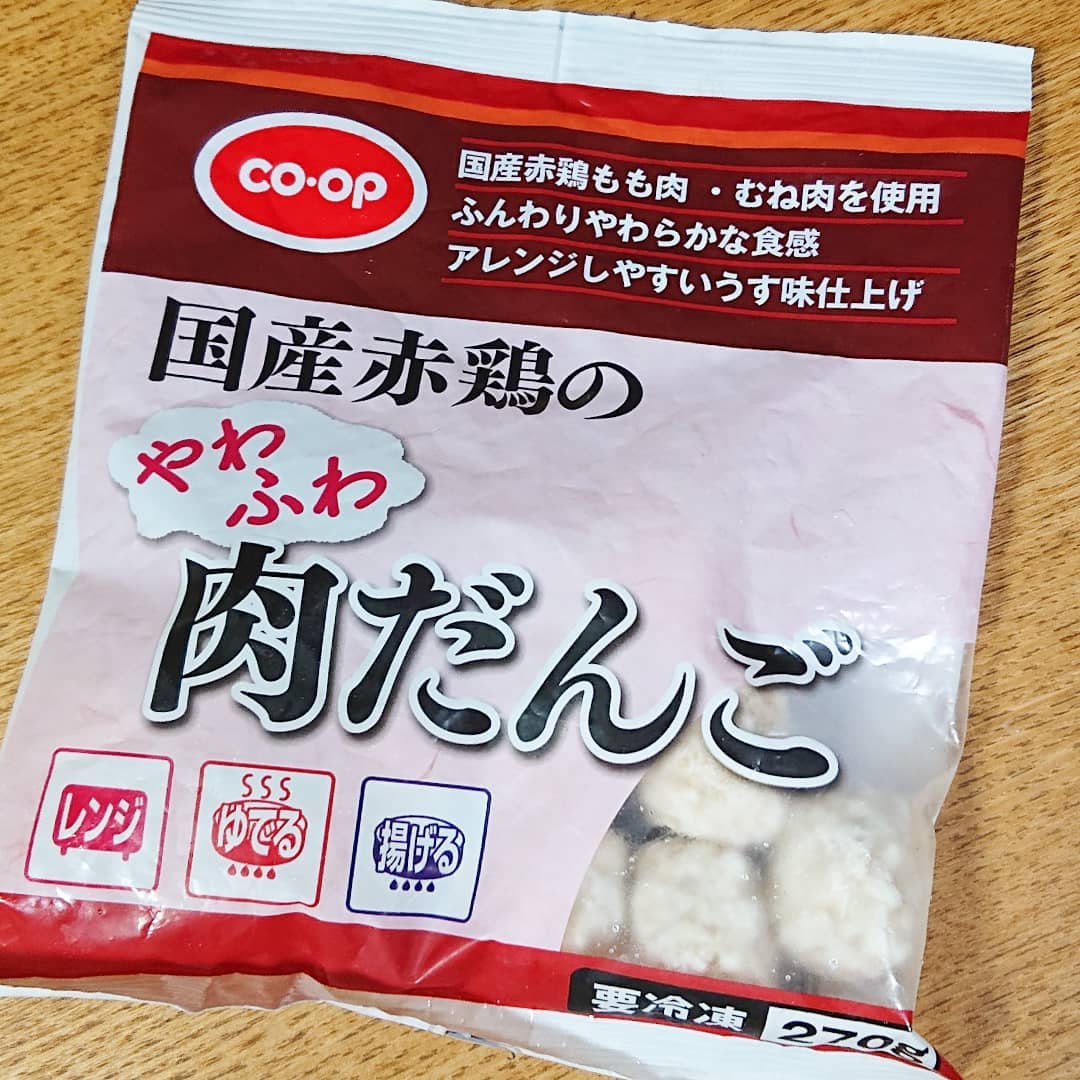 CO·OP
国産赤鶏もも肉・むね肉を使用
ふんわりやわらかな食感
アレンジしやすいうす味仕上げ
国産赤鶏の
やわ
ふわ
肉だんご
レンジ
ゆでる
揚げる
要冷凍 270g